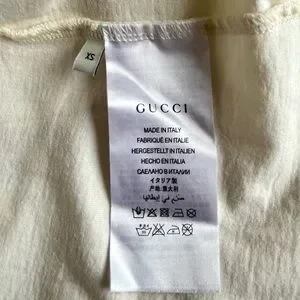 XS
GUCCI
MADE IN ITALY
FABRIQUÉ EN ITALIE
HERGESTELLT IN ITALIEN
HECHO EN ITALIA
СДЕЛАНО В ИТАЛИИ
イタリア製
产地:意大利
صنع في إيطاليا